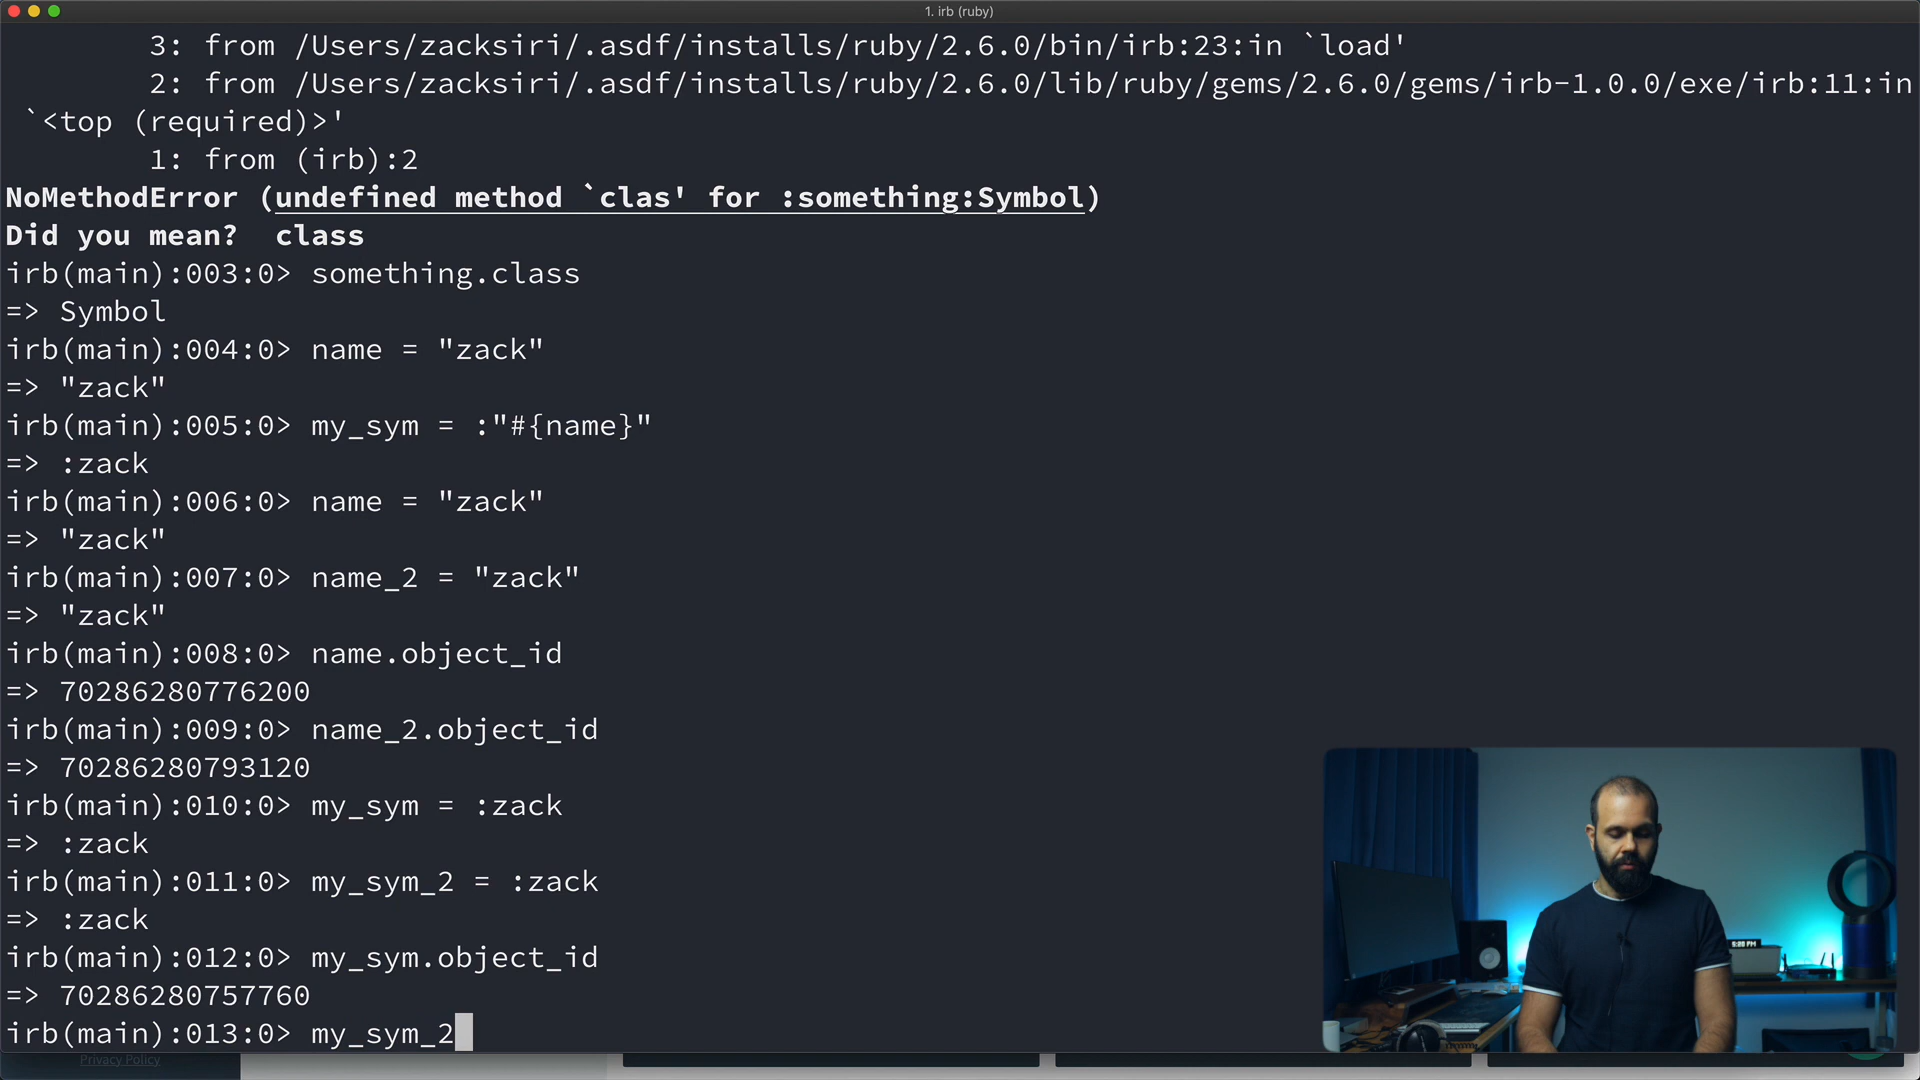 1. irb (ruby)
3: from /Users/zacksiri/.asdf/installs/ruby/2.6.0/bin/irb:23:in `load'
2: from /Users/zacksiri/.asdf/installs/ruby/2.6.0/lib/ruby/gems/2.6.0/gems/irb-1.0.0/exe/irb:11:in
`<top (required)>'
1: from (irb):2
NoMethodError (undefined method `clas' for :something:Symbol)
Did you mean?  class
irb(main):003:0> something.class
=> Symbol
irb(main):004:0> name = "zack"
=> "zack"
irb(main):005:0> my_sym = :"#{name}"
=> :zack
irb(main):006:0> name = "zack"
=> "zack"
irb(main):007:0> name_2 = "zack"
=> "zack"
irb(main):008:0> name.object_id
=> 70286280776200
irb(main):009:0> name_2.object_id
=> 70286280793120
irb(main):010:0> my_sym = :zack
=> :zack
irb(main):011:0> my_sym_2 = :zack
=> :zack
irb(main):012:0> my_sym.object_id
=> 70286280757760
irb(main):013:0> my_sym_2
5:20 PM
Privacy Policy